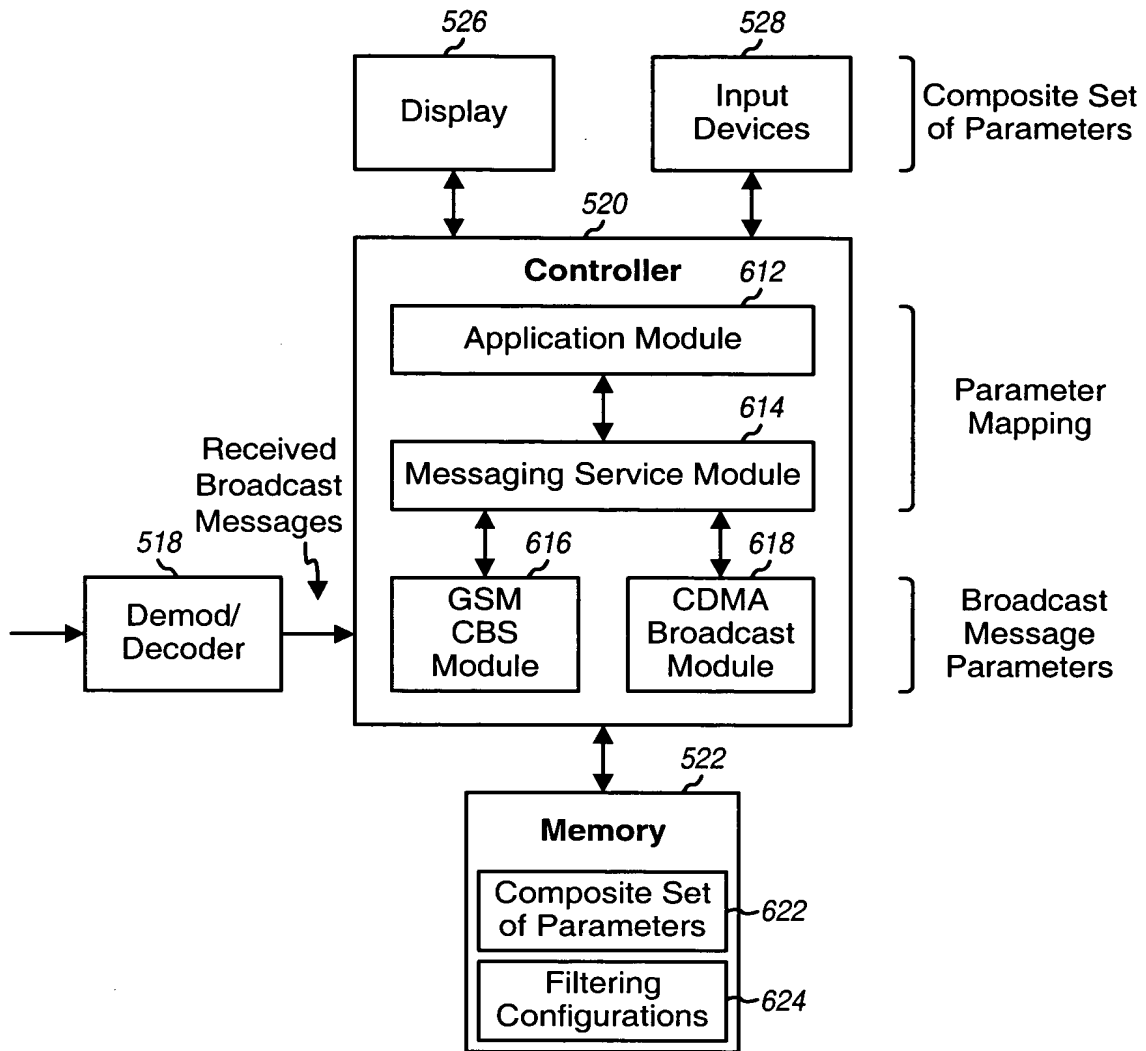 526
528
Display
Input
Devices
Composite Set
of Parameters
520
Controller
612
Application Module
614
Messaging Service Module
Parameter
Mapping
Received
Broadcast
Messages
518
Demod/
Decoder
616
GSM
CBS
Module
618
CDMA
Broadcast
Module
Broadcast
Message
Parameters
522
Memory
Composite Set
of Parameters
622
Filtering
Configurations
624